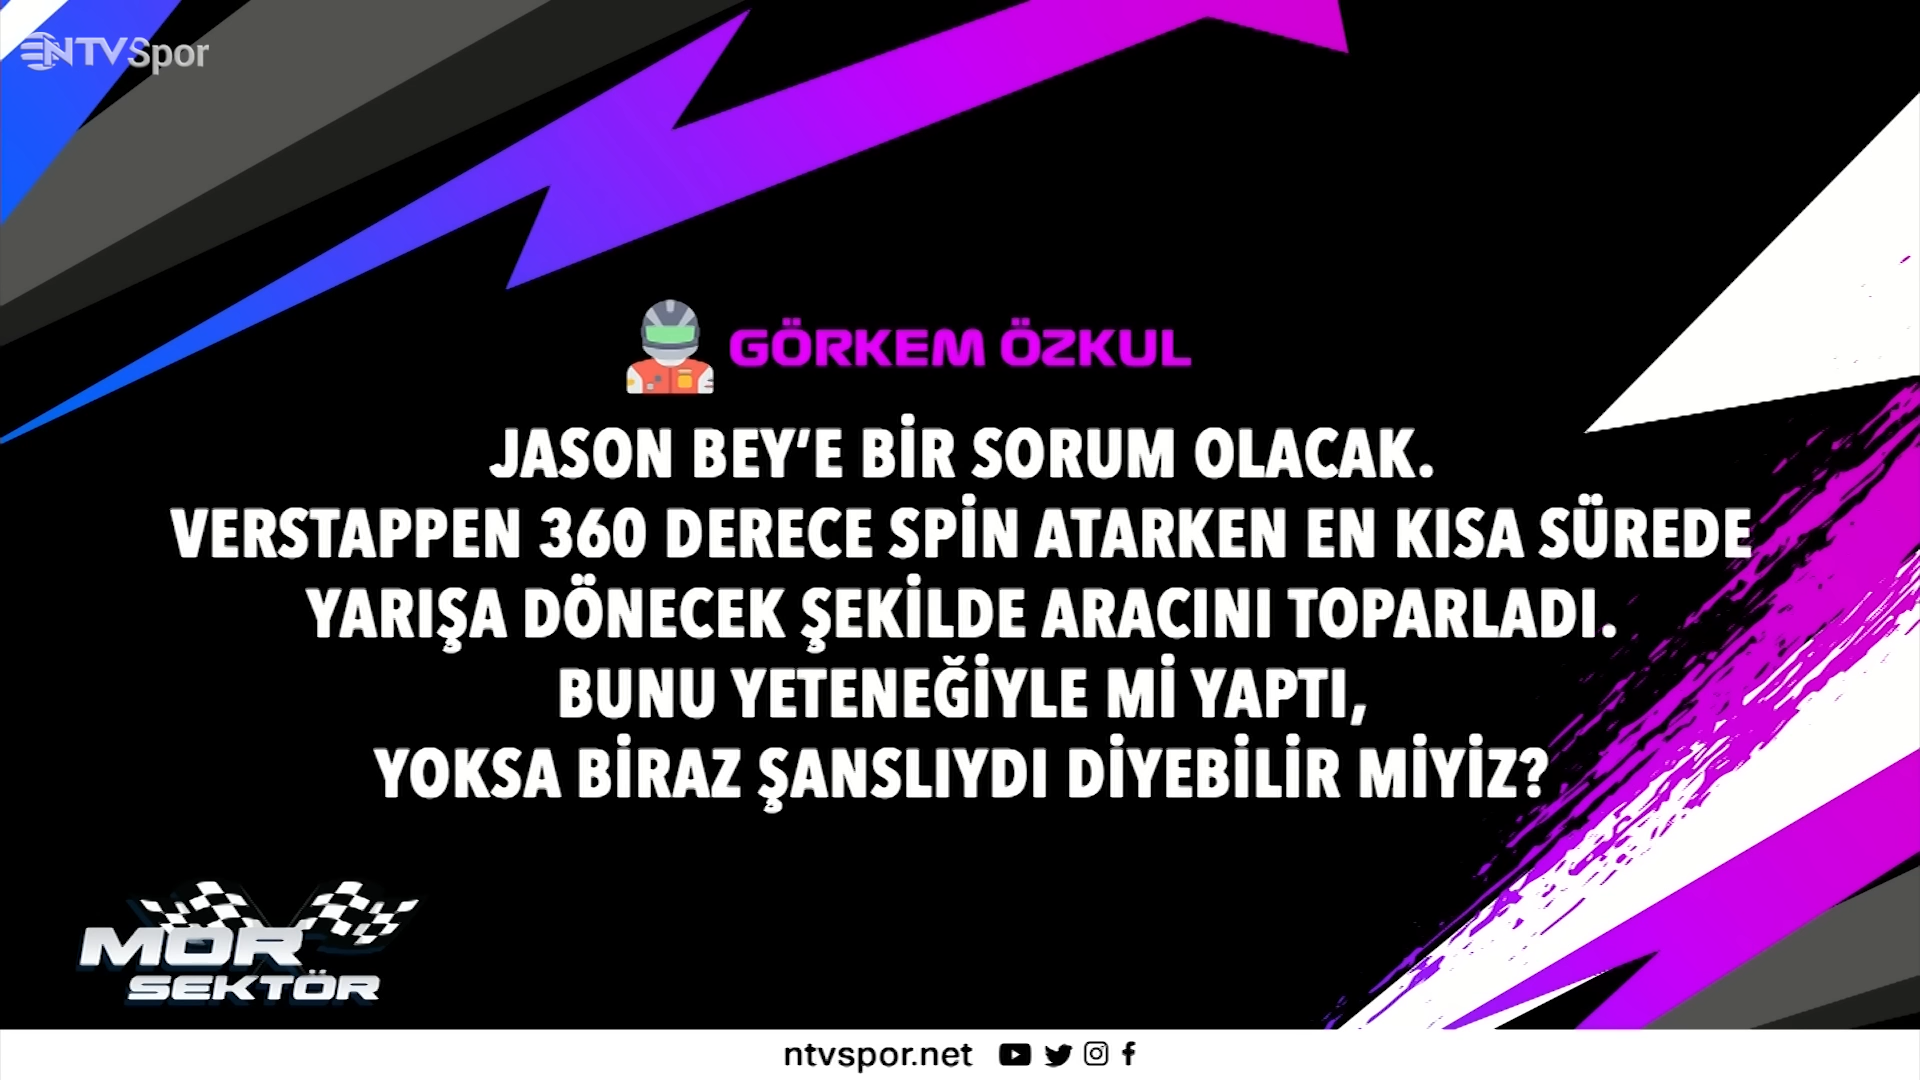 NTVSpor
GÖRKEM ÖZKUL
JASON BEY'E BİR SORUM OLACAK.
VERSTAPPEN 360 DERECE SPİN ATARKEN EN KISA SÜREDE
YARIŞA DÖNECEK ŞEKİLDE ARACINI TOPARLADI.
BUNU YETENEĞİYLE Mİ YAPTI,
YOKSA BİRAZ ŞANSLIYDI DİYEBİLİR MİYİZ?
MOR
SEKTÖR
ntvspor.net